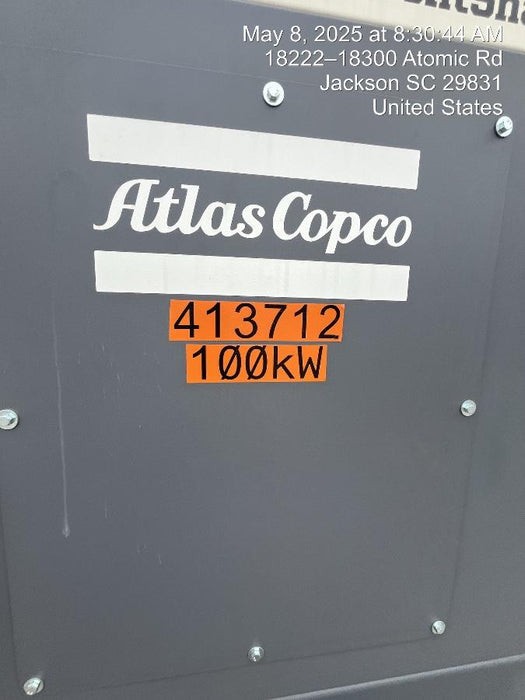 May 8, 2025 at 8:30:44 AM
18222–18300 Atomic Rd
Jackson SC 29831
United States
Atlas Copco
413712
100kW